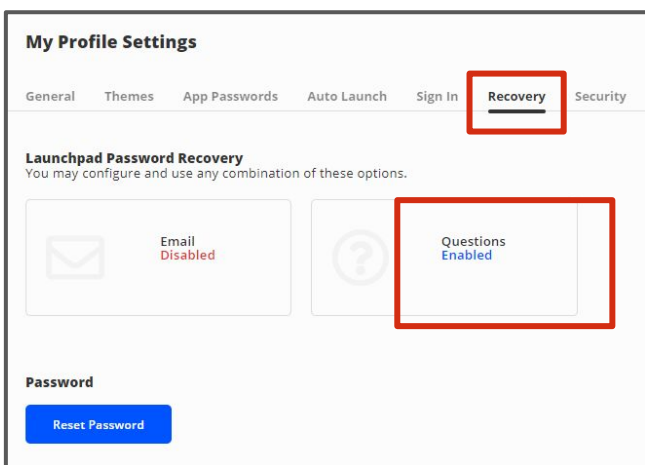 My Profile Settings
General Themes App Passwords Auto Launch Sign In Recovery Security
Launchpad Password Recovery
You may configure and use any combination of these options.
Email
Disabled
Questions
Enabled
Password
Reset Password